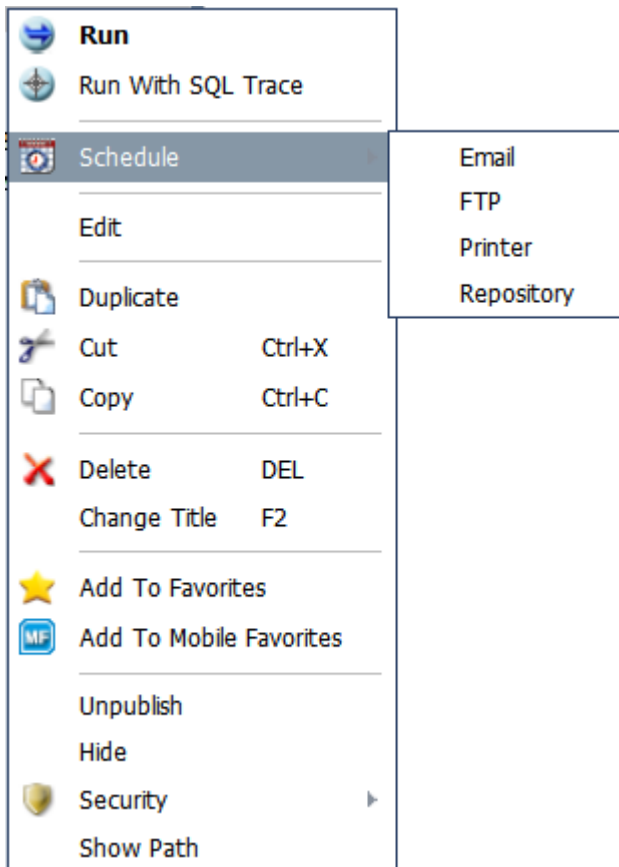 Run
Run With SQL Trace
Schedule
Email
FTP
Printer
Repository
Edit
Duplicate
Cut Ctrl+X
Copy Ctrl+C
Delete DEL
Change Title F2
Add To Favorites
MF Add To Mobile Favorites
Unpublish
Hide
Security
Show Path